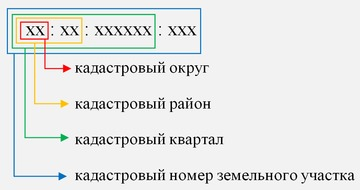 xx : xx : xxxxxx : xxx
кадастровый округ
кадастровый район
кадастровый квартал
кадастровый номер земельного участка